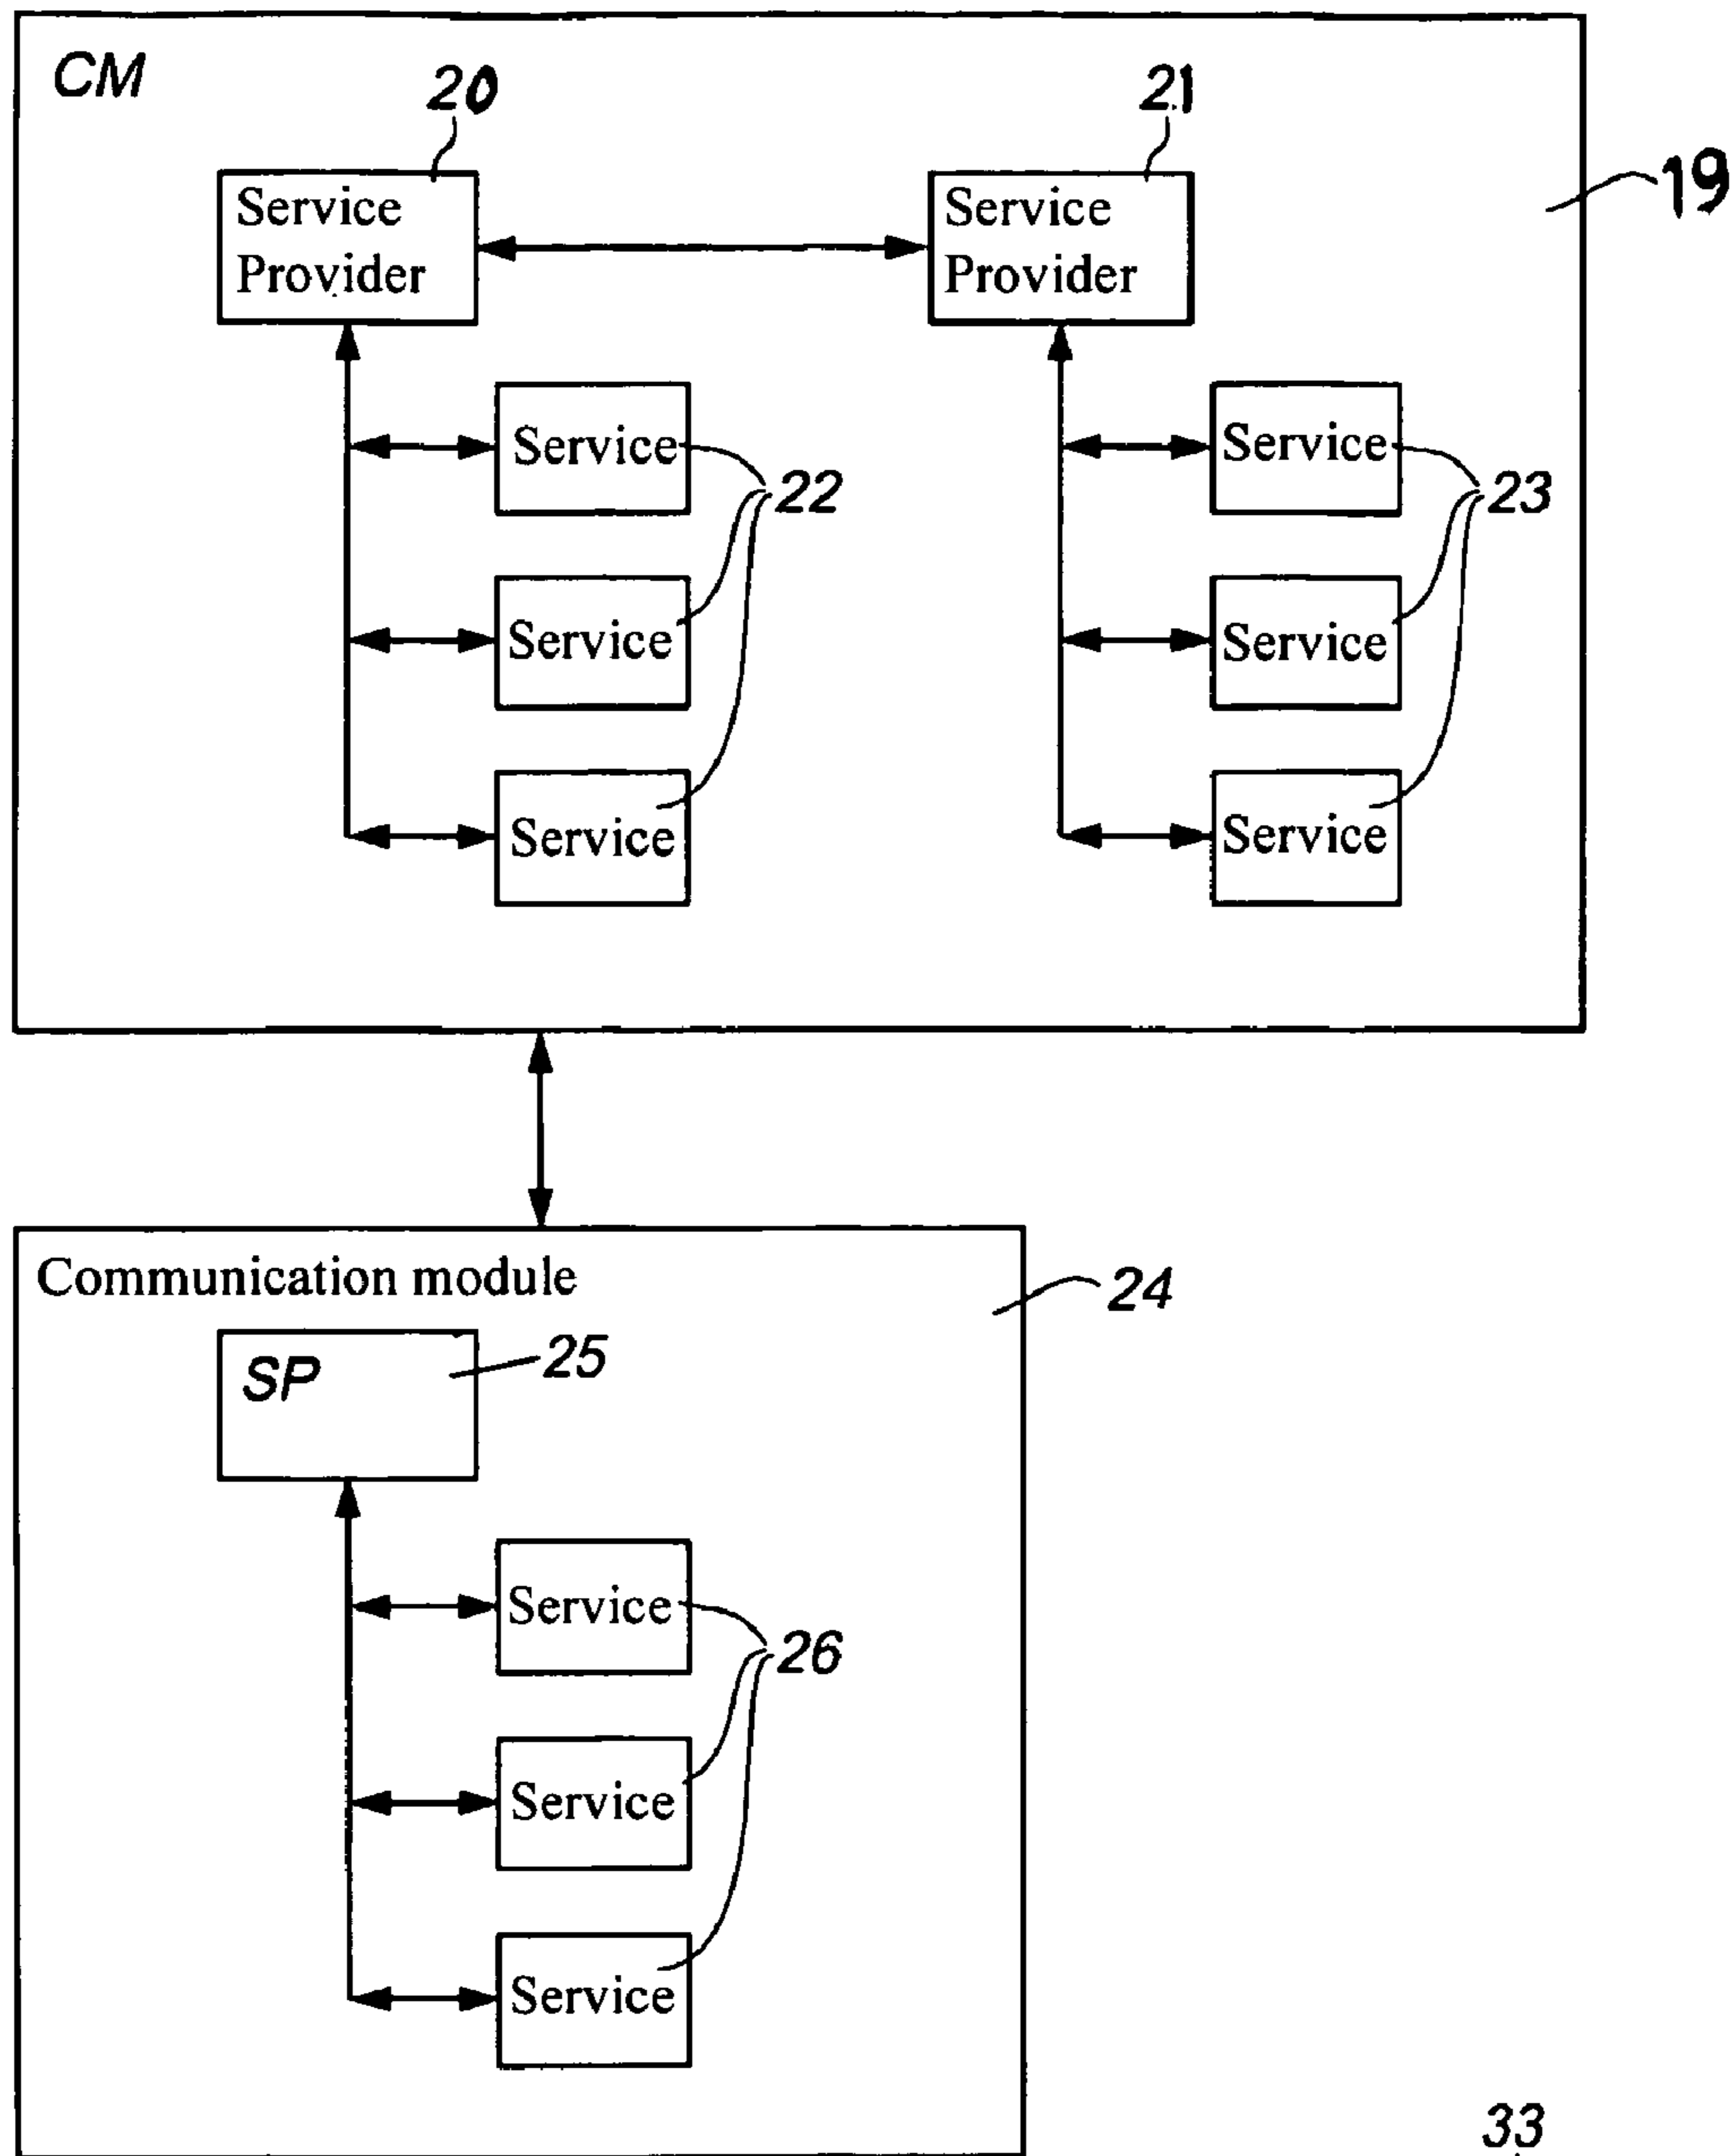 CM
20
21
19
Service
Provider
Service
Provider
Service
22
Service
23
Service
Service
Service
Service
Communication module
24
SP
25
Service
26
Service
Service
33